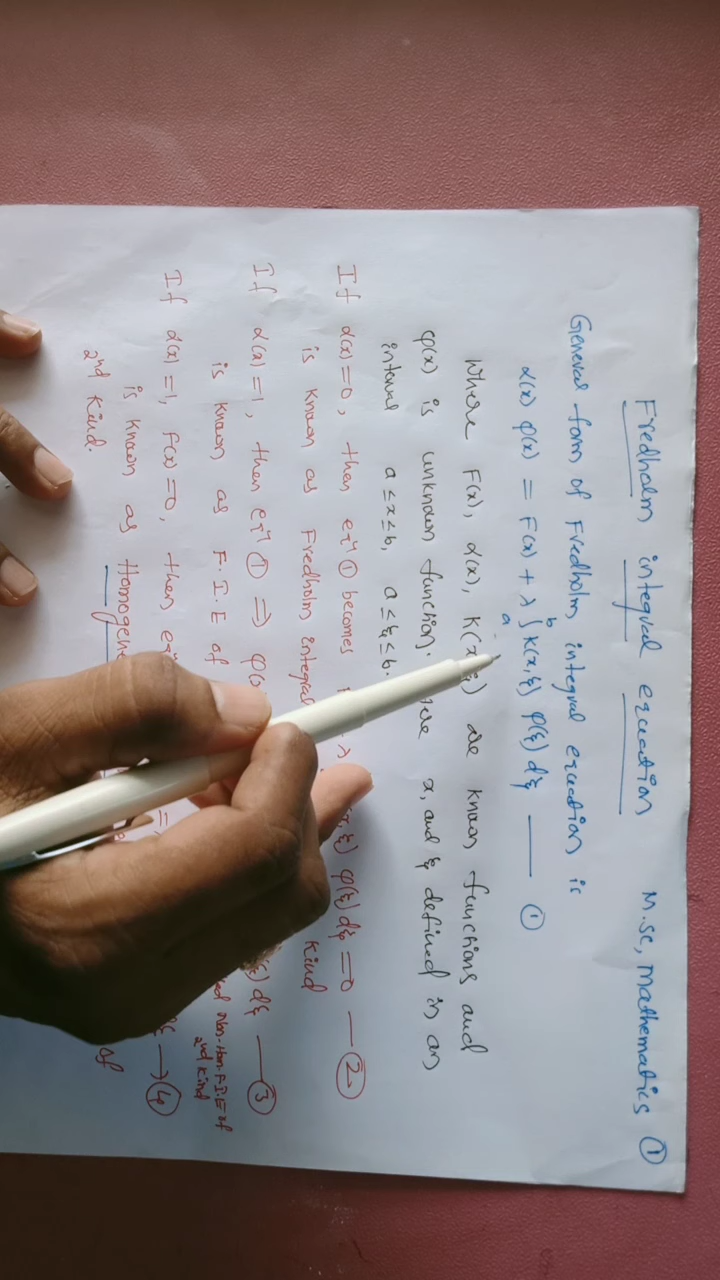 Fredholm integral equation M.Sc, Mathematics ①
General form of Fredholm integral equation is
α(x) φ(x) = F(x) + λ ∫ₐᵇ K(x,ξ) φ(ξ) dξ —— ①
Where F(x), α(x), K(x,ξ) are known functions and
φ(x) is unknown function. x, and ξ defined in an
interval a ≤ x ≤ b, a ≤ ξ ≤ b.
If α(x) = 0, then eqn ① becomes λ (x,ξ) φ(ξ) dξ = 0 — ②
is known as Fredholm integral kind
If α(x) = 1, then eqn ① ⇒ dξ — ③
is known as F.I.E of Non-Hom. F.I.E of
2nd kind
If α(x) = 1, f(x) = 0, then = dξ → ④
is known as of
2nd kind.